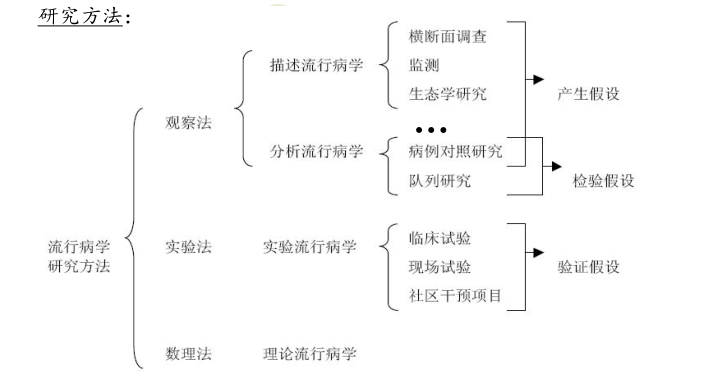 研究方法：
描述流行病学
横断面调查
监测
生态学研究
产生假设
观察法
…
分析流行病学
病例对照研究
队列研究
检验假设
流行病学
研究方法
实验法
实验流行病学
临床试验
现场试验
社区干预项目
验证假设
数理法
理论流行病学